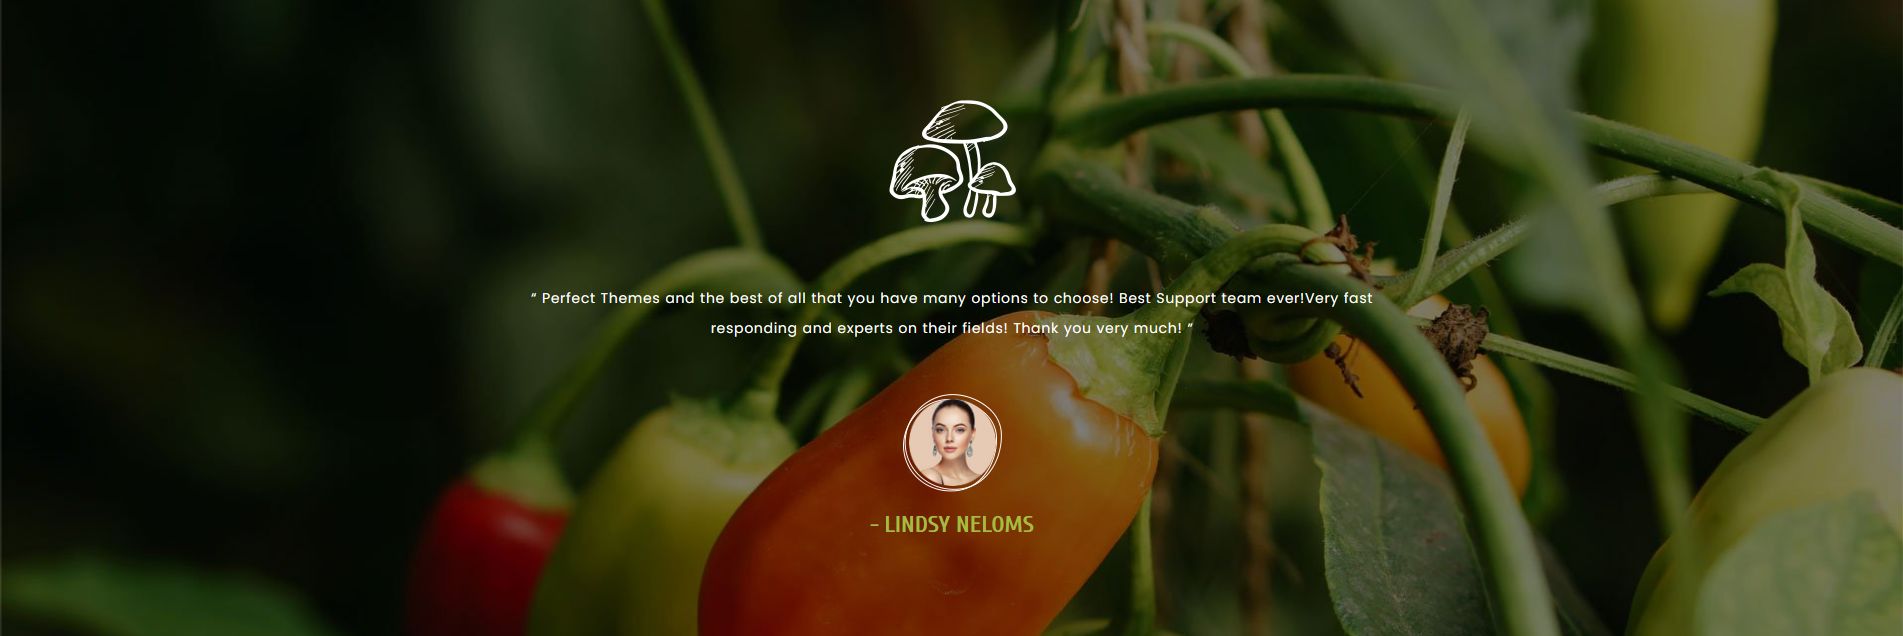 “ Perfect Themes and the best of all that you have many options to choose! Best Support team ever!Very fast
responding and experts on their fields! Thank you very much! “
- LINDSY NELOMS